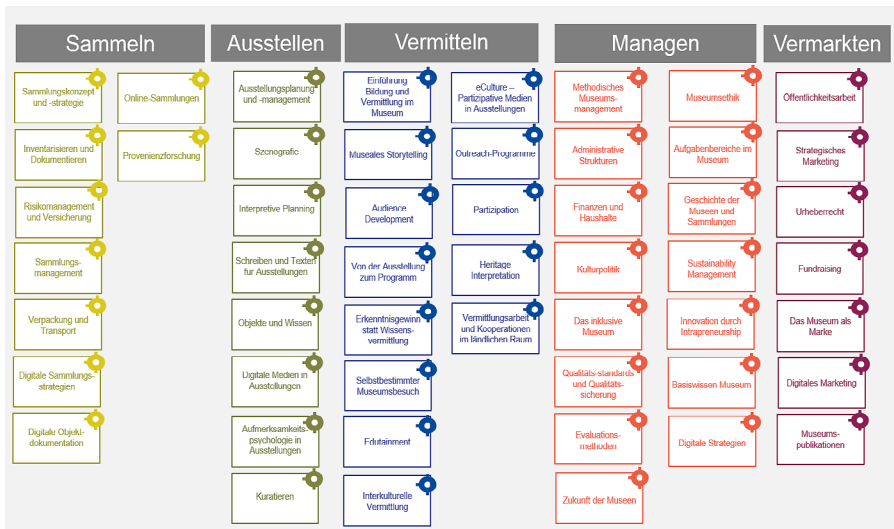 Sammeln
Sammlungskonzept
und -strategie
Inventarisieren und
Dokumentieren
Risikomanagement
und Versicherung
Sammlungs-
management
Verpackung und
Transport
Digitale Sammlungs-
strategien
Digitale Objekt-
dokumentation
Online-Sammlungen
Provenienzforschung
Ausstellen
Ausstellungsplanung
und -management
Szenografie
Interpretive Planning
Schreiben und Texten
für Ausstellungen
Objekte und Wissen
Digitale Medien in
Ausstellungen
Aufmerksamkeits-
psychologie in
Ausstellungen
Kuratieren
Vermitteln
Einführung
Bildung und
Vermittlung im
Museum
Museales Storytelling
Audience
Development
Von der Ausstellung
zum Programm
Erkenntnisgewinn
statt Wissens-
vermittlung
Selbstbestimmter
Museumsbesuch
Edutainment
Interkulturelle
Vermittlung
eCulture –
Partizipative Medien
in Ausstellungen
Outreach-Programme
Partizipation
Heritage
Interpretation
Vermittlungsarbeit
und Kooperationen
im ländlichen Raum
Managen
Methodisches
Museums-
management
Administrative
Strukturen
Finanzen und
Haushalte
Kulturpolitik
Das inklusive
Museum
Qualitäts-standards
und Qualitäts-
sicherung
Evaluations-
methoden
Zukunft der Museen
Museumsethik
Aufgabenbereiche im
Museum
Geschichte der
Museen und
Sammlungen
Sustainability
Management
Innovation durch
Intrapreneurship
Basiswissen Museum
Digitale Strategien
Vermarkten
Öffentlichkeitsarbeit
Strategisches
Marketing
Urheberrecht
Fundraising
Das Museum als
Marke
Digitales Marketing
Museums-
publikationen